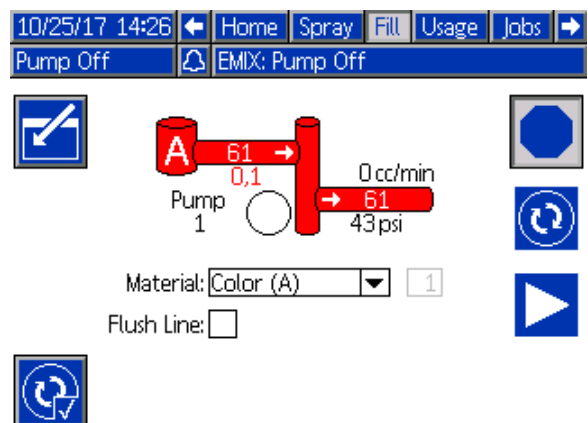 10/25/17 14:26 Home Spray Fill Usage Jobs
Pump Off EMIX: Pump Off
A 61
0,1
0 cc/min
Pump
1
61
43 psi
Material: Color (A) 1
Flush Line: